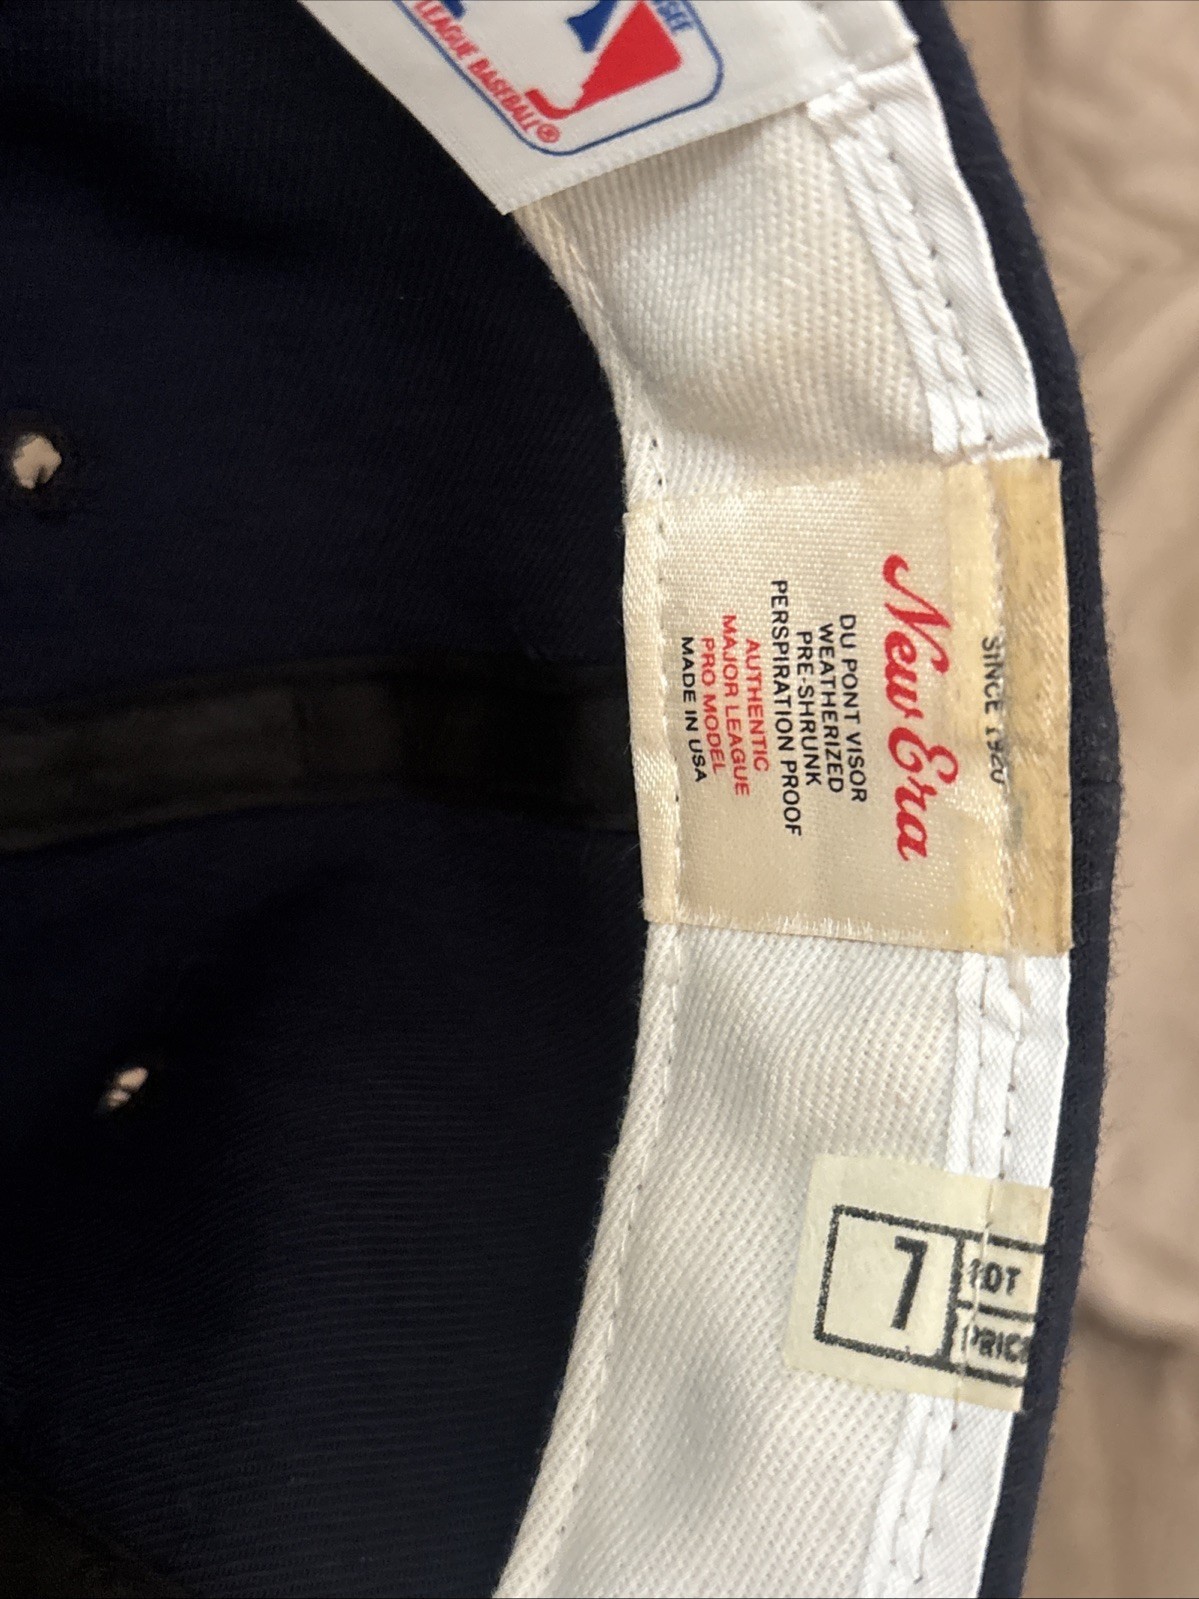 LEAGUE BASEBALL®
SINCE 1920
New Era
DU PONT VISOR
WEATHERIZED
PRE-SHRUNK
PERSPIRATION PROOF
AUTHENTIC
MAJOR LEAGUE
PRO MODEL
MADE IN USA
7